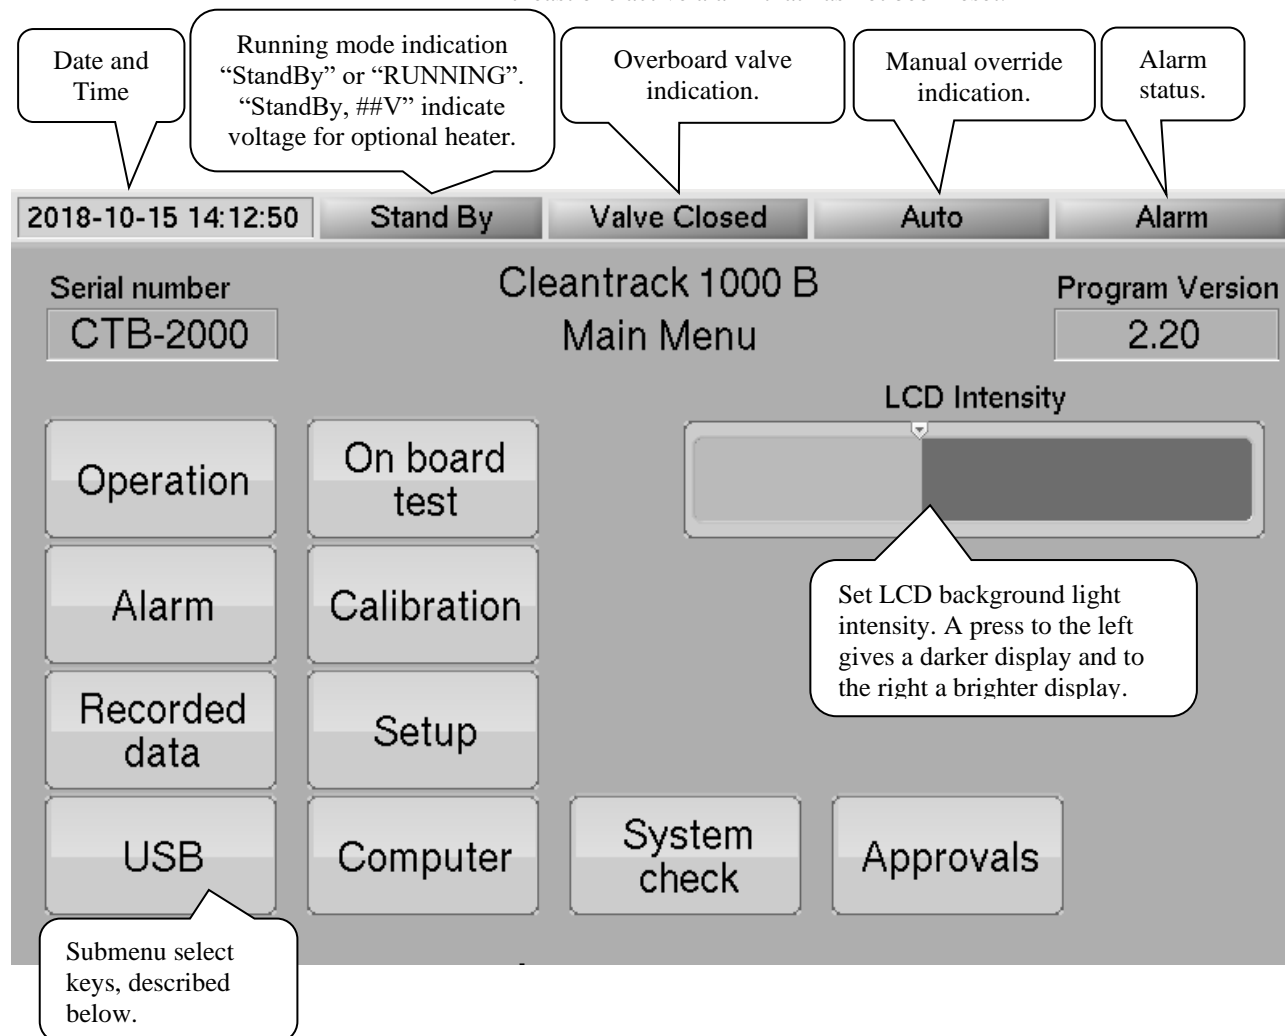 Date and
Time
Running mode indication
“StandBy” or “RUNNING”.
“StandBy, ##V” indicate
voltage for optional heater.
Overboard valve
indication.
Manual override
indication.
Alarm
status.
2018-10-15 14:12:50 Stand By Valve Closed Auto Alarm
Serial number
CTB-2000
Cleantrack 1000 B
Main Menu
Program Version
2.20
LCD Intensity
Operation
On board
test
Alarm
Calibration
Set LCD background light
intensity. A press to the left
gives a darker display and to
the right a brighter display.
Recorded
data
Setup
USB
Computer
System
check
Approvals
Submenu select
keys, described
below.